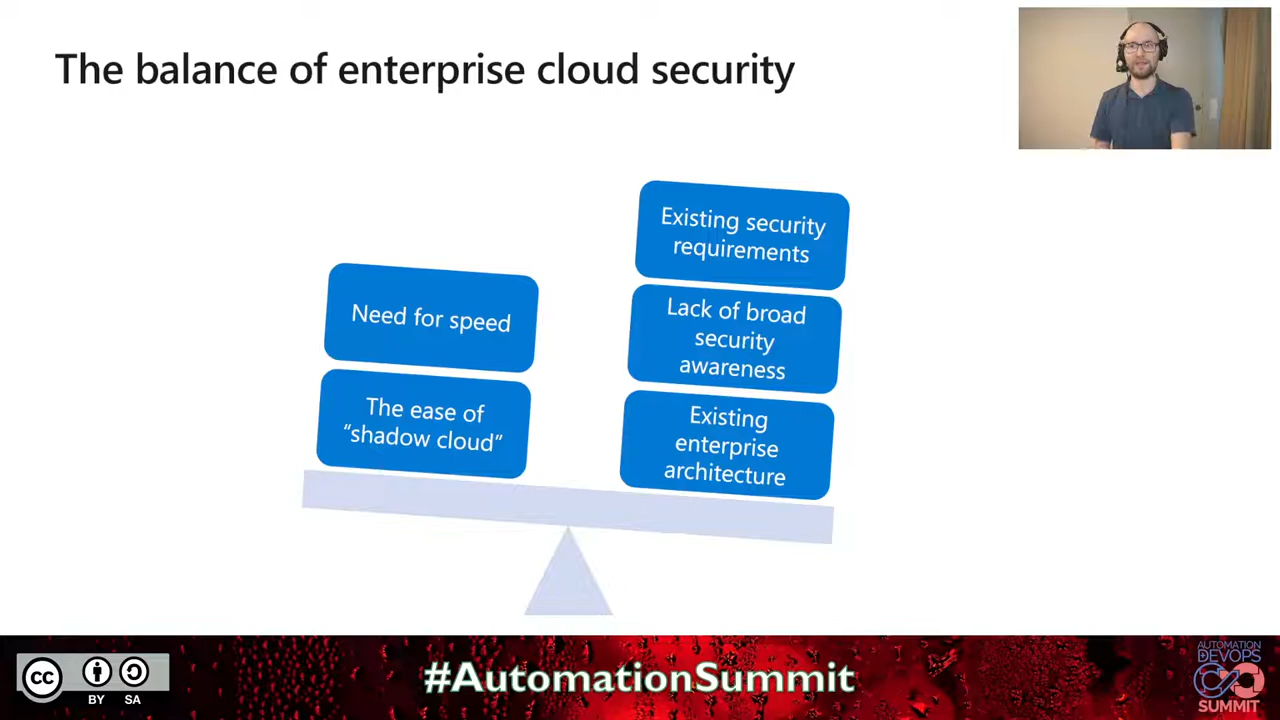 The balance of enterprise cloud security
Need for speed
The ease of
“shadow cloud”
Existing security
requirements
Lack of broad
security
awareness
Existing
enterprise
architecture
cc
BY SA
#AutomationSummit
AUTOMATION
DEVOPS
SUMMIT